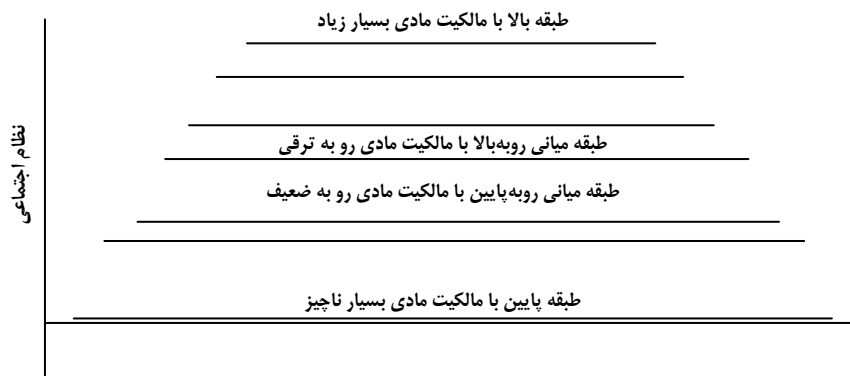 طبقه بالا با مالکیت مادی بسیار زیاد
طبقه میانی روبه‌بالا با مالکیت مادی رو به ترقی
طبقه میانی روبه‌پایین با مالکیت مادی رو به ضعیف
طبقه پایین با مالکیت مادی بسیار ناچیز
نظام اجتماعی